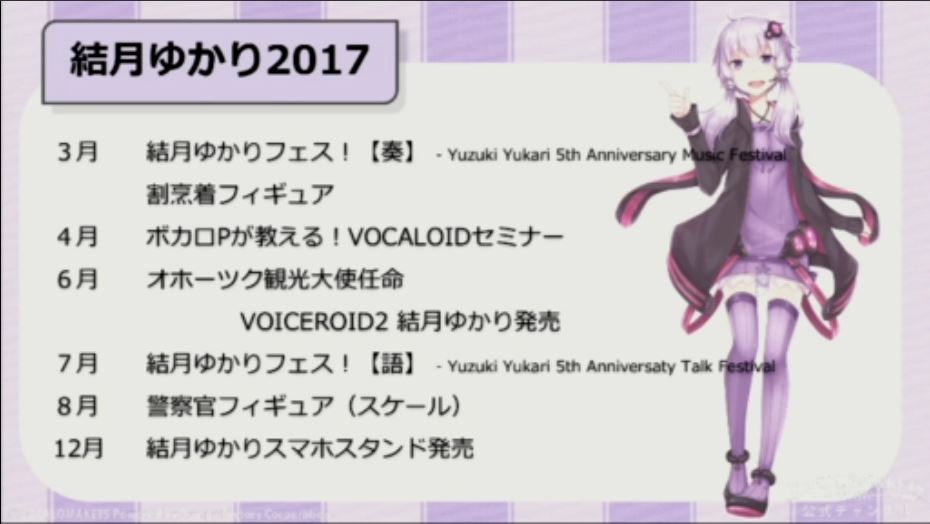 結月ゆかり2017
3月 結月ゆかりフェス！【奏】 - Yuzuki Yukari 5th Anniversary Music Festival
割烹着フィギュア
4月 ボカロPが教える！VOCALOIDセミナー
6月 オホーツク観光大使任命
VOICEROID2 結月ゆかり発売
7月 結月ゆかりフェス！【語】 - Yuzuki Yukari 5th Anniversaty Talk Festival
8月 警察官フィギュア（スケール）
12月 結月ゆかりスマホスタンド発売
公式チャンネル